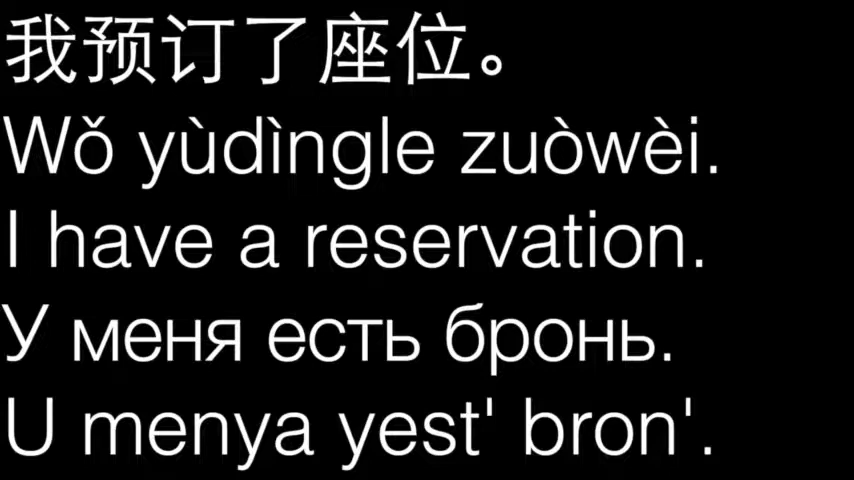 我预订了座位。
Wǒ yùdìngle zuòwèi.
I have a reservation.
У меня есть бронь.
U menya yest' bron'.